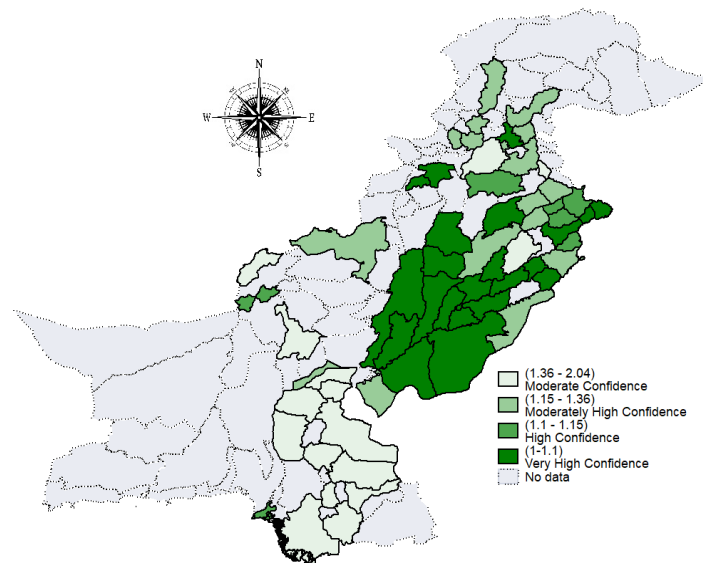 N
W
E
S
(1.36 - 2.04)
Moderate Confidence
(1.15 - 1.36)
Moderately High Confidence
(1.1 - 1.15)
High Confidence
(1-1.1)
Very High Confidence
No data